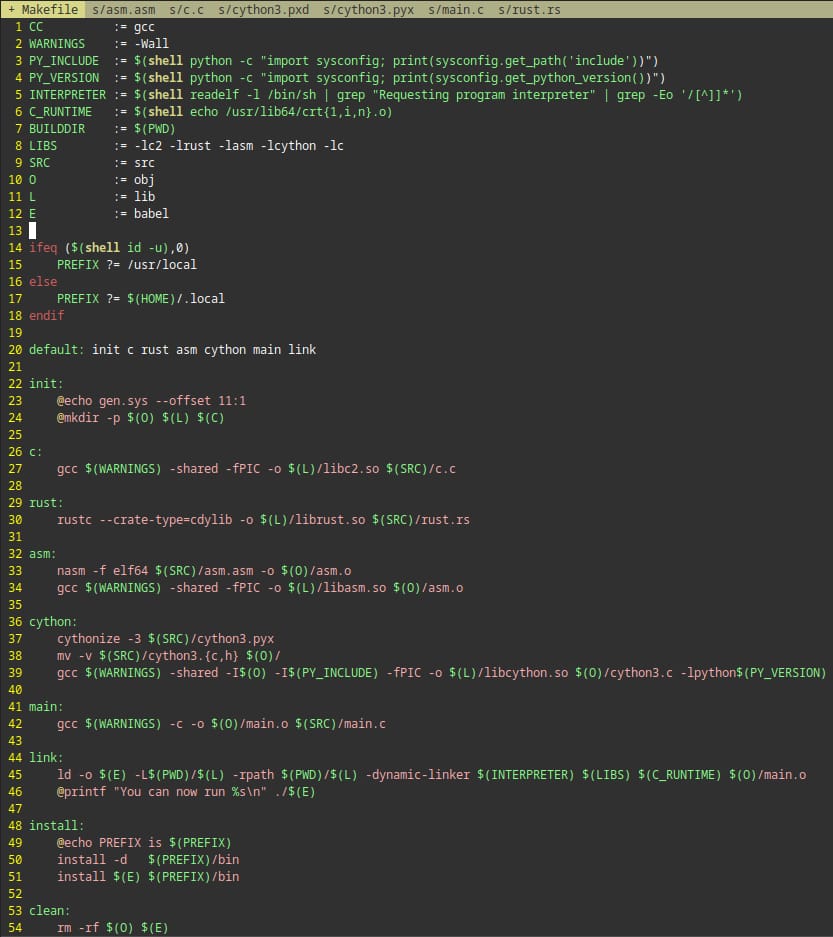 + Makefile s/asm.asm s/c.c s/cython3.pxd s/cython3.pyx s/main.c s/rust.rs
1 CC         := gcc
2 WARNINGS    := -Wall
3 PY_INCLUDE  := $(shell python -c "import sysconfig; print(sysconfig.get_path('include'))")
4 PY_VERSION  := $(shell python -c "import sysconfig; print(sysconfig.get_python_version())")
5 INTERPRETER := $(shell readelf -l /bin/sh | grep "Requesting program interpreter" | grep -Eo '/[^]]*')
6 C_RUNTIME   := $(shell echo /usr/lib64/crt{1,i,n}.o)
7 BUILDDIR    := $(PWD)
8 LIBS        := -lc2 -lrust -lasm -lcython -lc
9 SRC         := src
10 O           := obj
11 L           := lib
12 E           := babel
13
14 ifeq ($(shell id -u),0)
15     PREFIX ?= /usr/local
16 else
17     PREFIX ?= $(HOME)/.local
18 endif
19
20 default: init c rust asm cython main link
21
22 init:
23     @echo gen.sys --offset 11:1
24     @mkdir -p $(O) $(L) $(C)
25
26 c:
27     gcc $(WARNINGS) -shared -fPIC -o $(L)/libc2.so $(SRC)/c.c
28
29 rust:
30     rustc --crate-type=cdylib -o $(L)/librust.so $(SRC)/rust.rs
31
32 asm:
33     nasm -f elf64 $(SRC)/asm.asm -o $(O)/asm.o
34     gcc $(WARNINGS) -shared -fPIC -o $(L)/libasm.so $(O)/asm.o
35
36 cython:
37     cythonize -3 $(SRC)/cython3.pyx
38     mv -v $(SRC)/cython3.{c,h} $(O)/
39     gcc $(WARNINGS) -shared -I$(O) -I$(PY_INCLUDE) -fPIC -o $(L)/libcython.so $(O)/cython3.c -lpython$(PY_VERSION)
40
41 main:
42     gcc $(WARNINGS) -c -o $(O)/main.o $(SRC)/main.c
43
44 link:
45     ld -o $(E) -L$(PWD)/$(L) -rpath $(PWD)/$(L) -dynamic-linker $(INTERPRETER) $(LIBS) $(C_RUNTIME) $(O)/main.o
46     @printf "You can now run %s\n" ./$(E)
47
48 install:
49     @echo PREFIX is $(PREFIX)
50     install -d   $(PREFIX)/bin
51     install $(E) $(PREFIX)/bin
52
53 clean:
54     rm -rf $(O) $(E)